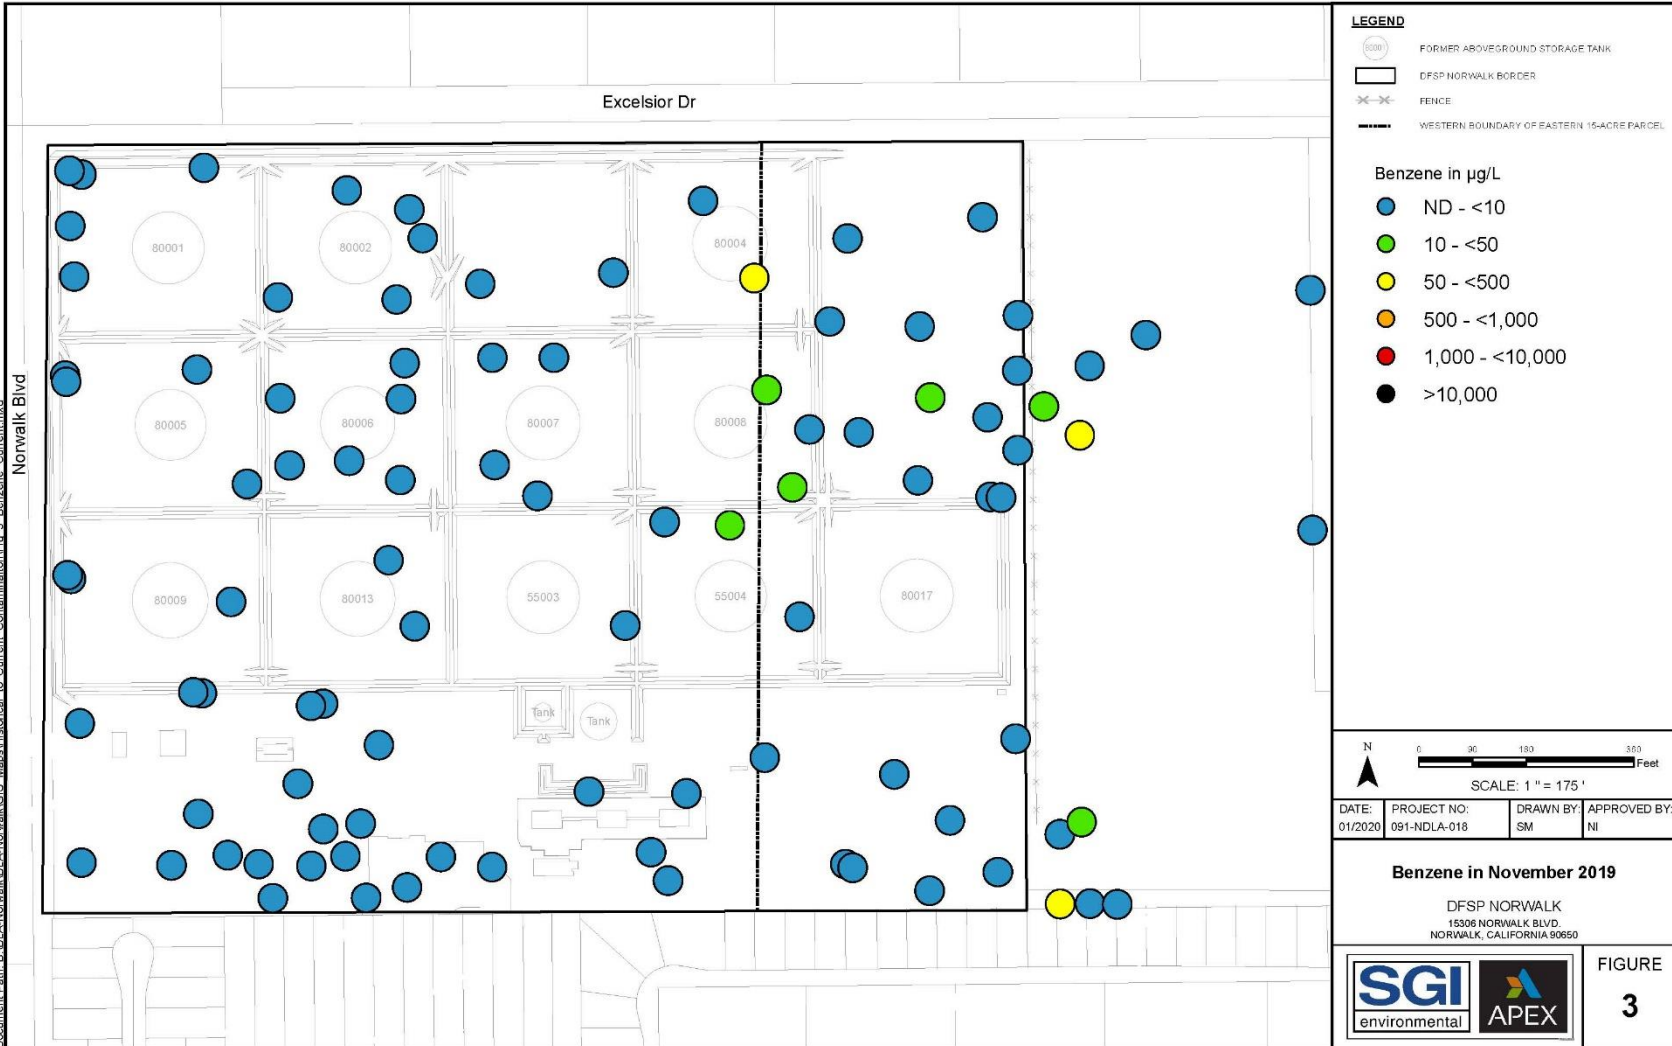 Excelsior Dr
Norwalk Blvd
80001
80002
80004
80005
80006
80007
80008
80009
80013
55003
55004
80017
Tank
Tank
LEGEND
80001
FORMER ABOVEGROUND STORAGE TANK
DFSP NORWALK BORDER
FENCE
WESTERN BOUNDARY OF EASTERN 15-ACRE PARCEL
Benzene in µg/L
ND - <10
10 - <50
50 - <500
500 - <1,000
1,000 - <10,000
>10,000
N
0 90 180 360
Feet
SCALE: 1 " = 175 '
DATE: PROJECT NO: DRAWN BY: APPROVED BY:
01/2020 091-NDLA-018 SM NI
Benzene in November 2019
DFSP NORWALK
15306 NORWALK BLVD.
NORWALK, CALIFORNIA 90650
SGI
environmental
APEX
FIGURE
3